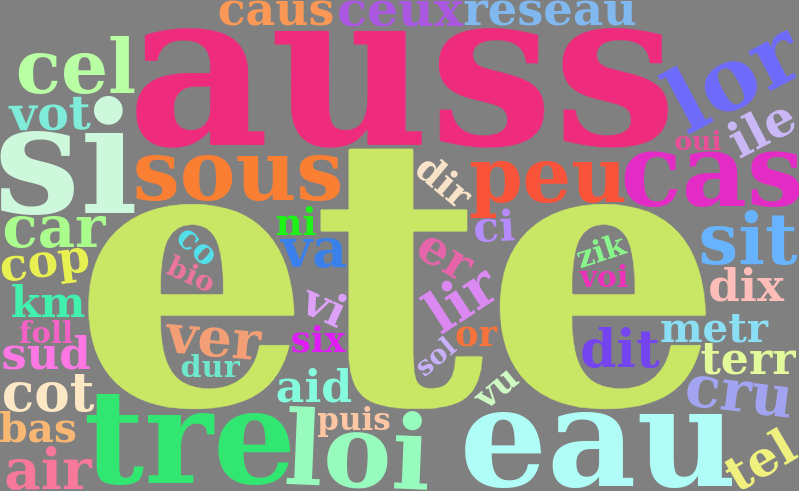 caus ceux reseau
auss
cel
lor
vot
ile
si
oui
sous
dir
peu
cas
car
ni
ci
co
va
er
zik
sit
cop
bio
voi
dix
km
vi
lir
foll
ver
six
or
metr
sud
dur
sol
dit
terr
ete
cot
aid
vu
cru
bas
tre
puis
loi
eau
air
tel